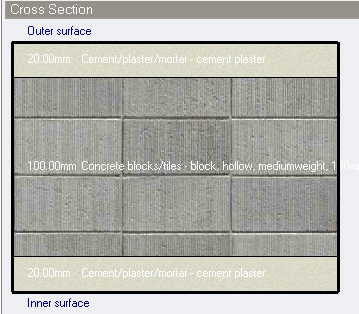 Cross Section
Outer surface
20.00mm Cement/plaster/mortar - cement plaster
100.00mm Concrete blocks/tiles - block, hollow, mediumweight, 150mm
20.00mm Cement/plaster/mortar - cement plaster
Inner surface